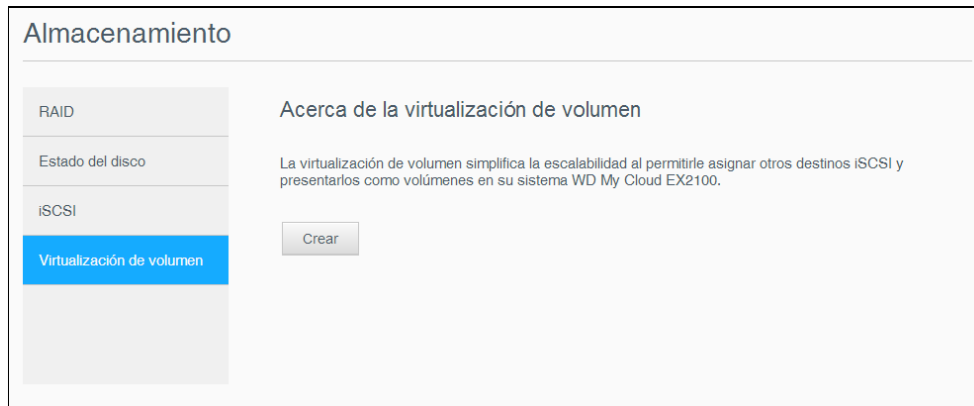 Almacenamiento
RAID
Estado del disco
iSCSI
Virtualización de volumen
Acerca de la virtualización de volumen
La virtualización de volumen simplifica la escalabilidad al permitirle asignar otros destinos iSCSI y
presentarlos como volúmenes en su sistema WD My Cloud EX2100.
Crear